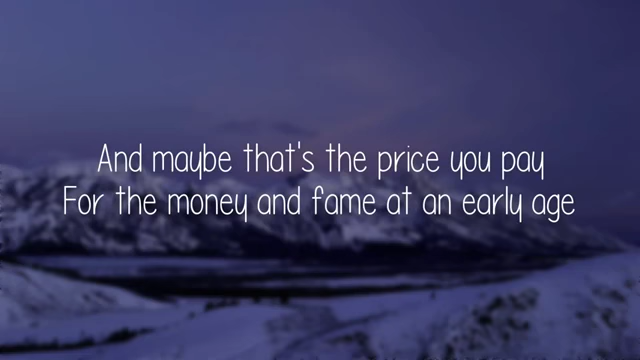 And maybe that's the price you pay
For the money and fame at an early age